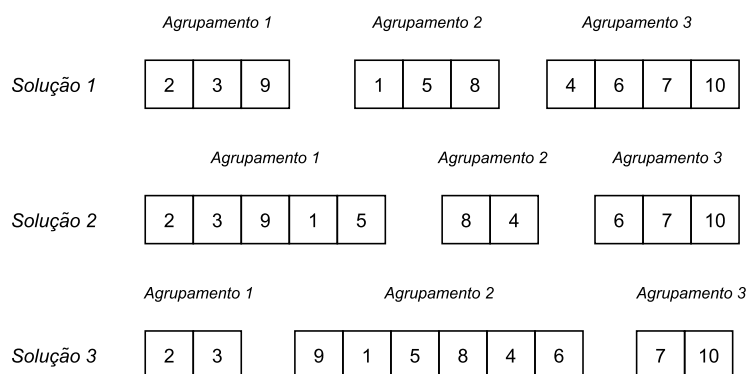 Agrupamento 1 Agrupamento 2 Agrupamento 3
Solução 1 2 3 9 1 5 8 4 6 7 10
Agrupamento 1 Agrupamento 2 Agrupamento 3
Solução 2 2 3 9 1 5 8 4 6 7 10
Agrupamento 1 Agrupamento 2 Agrupamento 3
Solução 3 2 3 9 1 5 8 4 6 7 10